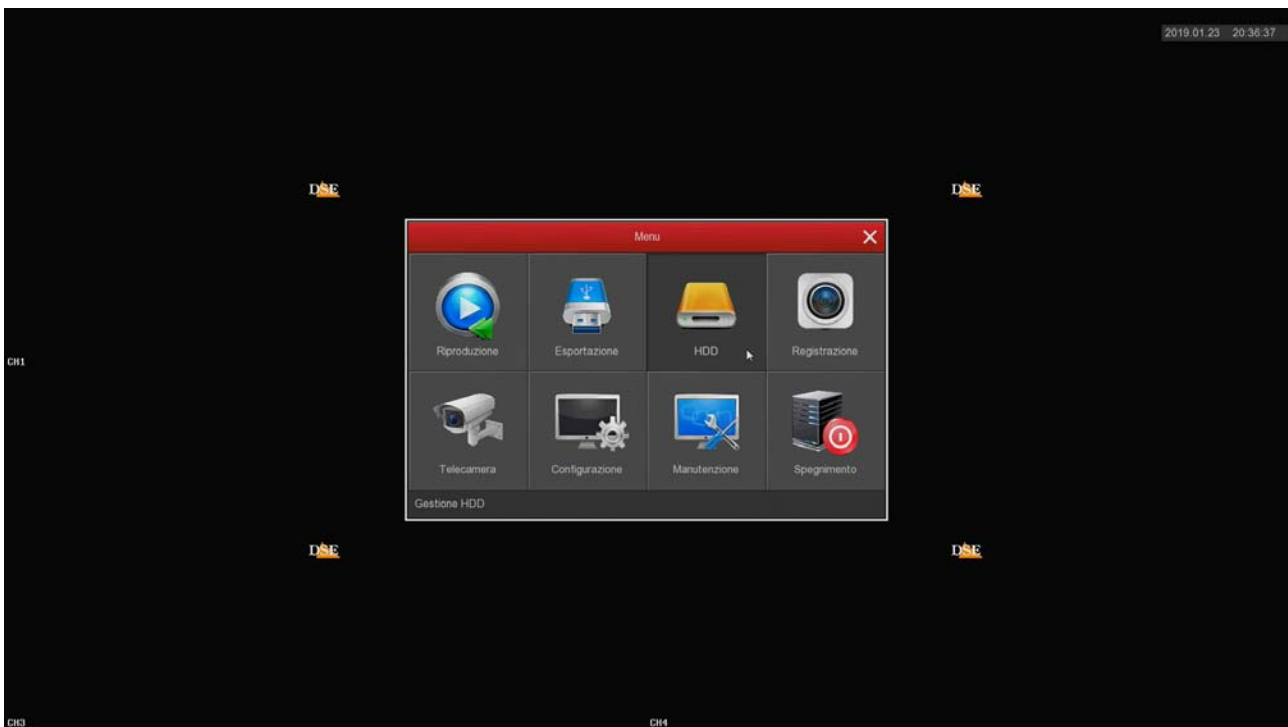 2019.01.23 20:36:37
DSE
DSE
Menu
Riproduzione
Esportazione
HDD
Registrazione
CH1
Telecamera
Configurazione
Manutenzione
Spegnimento
Gestione HDD
DSE
DSE
CH3
CH4